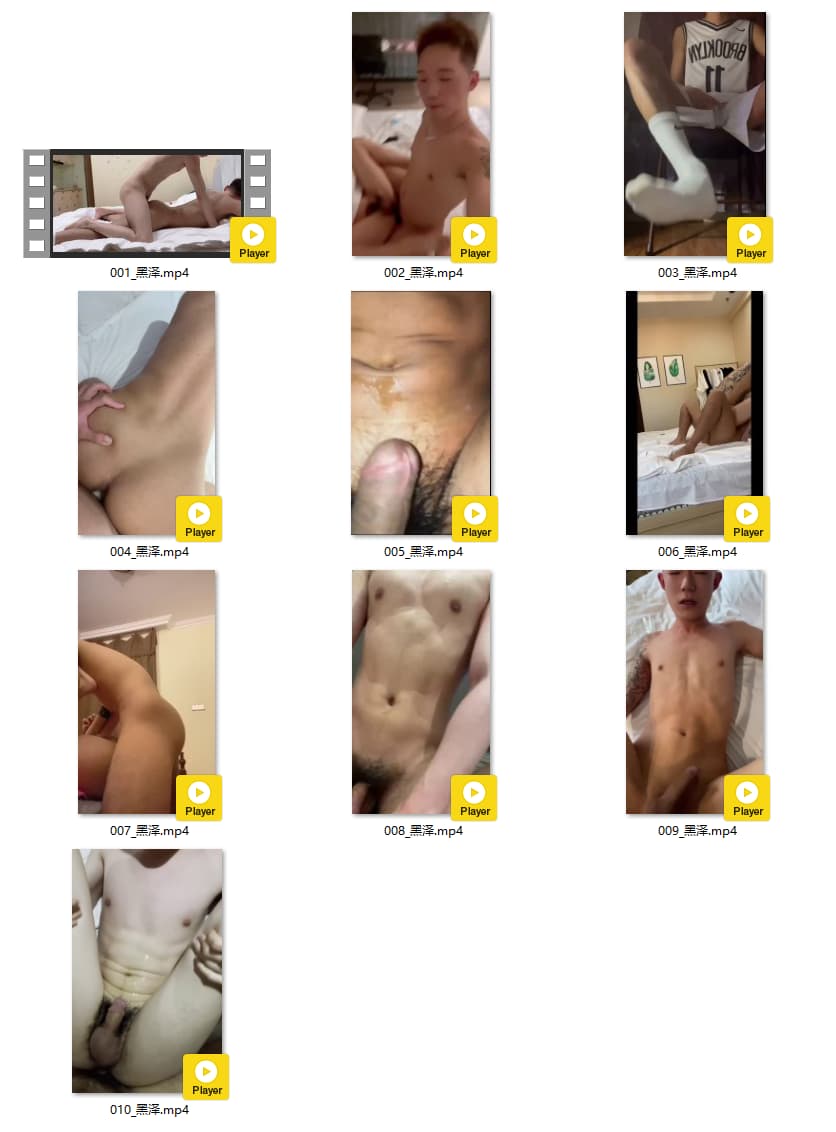 BROOKLYN
11
Player
Player
Player
001_黑泽.mp4
002_黑泽.mp4
003_黑泽.mp4
Player
Player
Player
004_黑泽.mp4
005_黑泽.mp4
006_黑泽.mp4
Player
Player
Player
007_黑泽.mp4
008_黑泽.mp4
009_黑泽.mp4
Player
010_黑泽.mp4